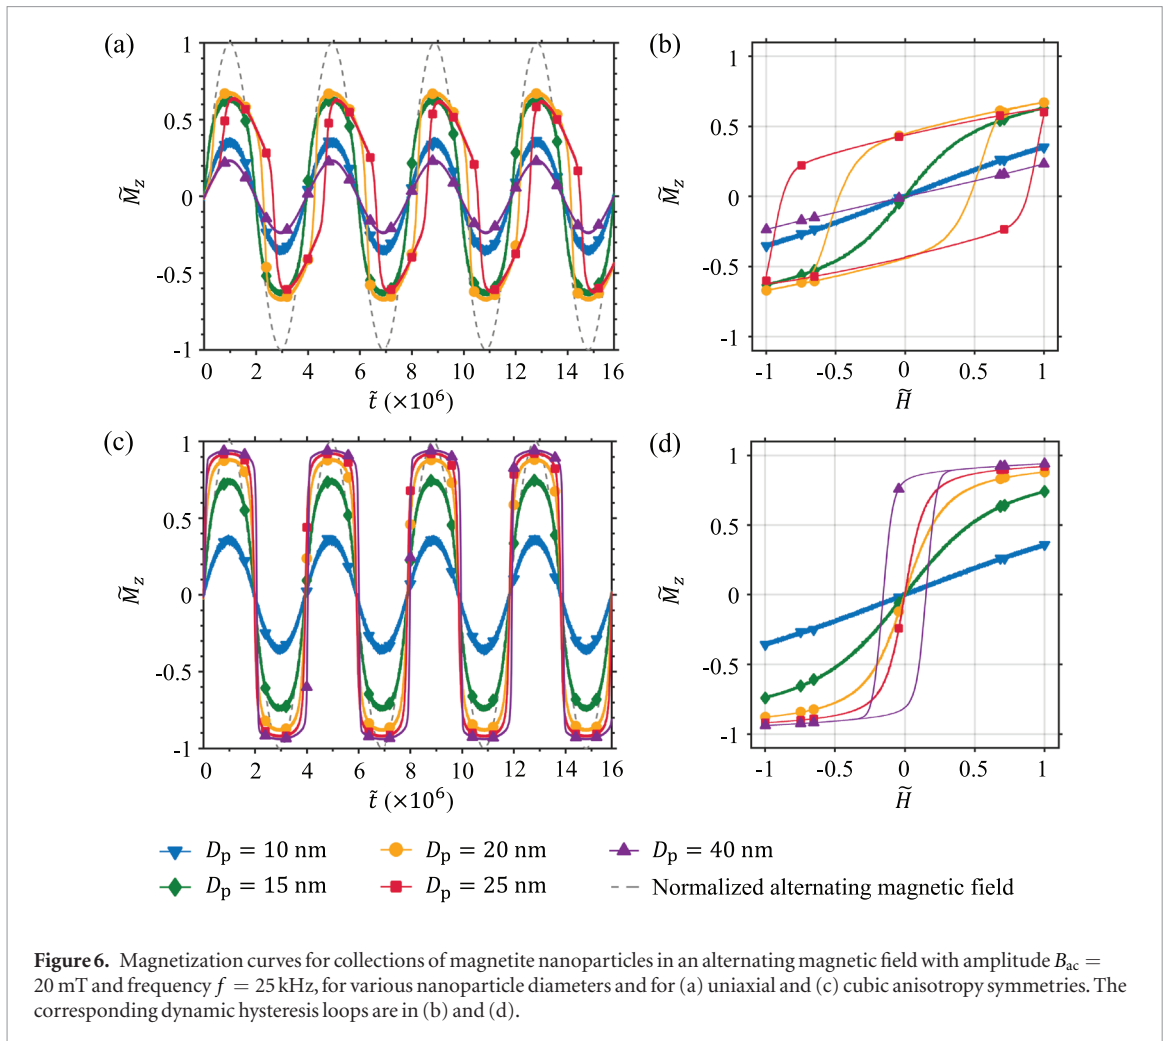 (a)
1
0.5
0
-0.5
-1
M̃z
0 2 4 6 8 10 12 14 16
t̃ (×10⁶)
(b)
1
0.5
0
-0.5
-1
M̃z
-1 -0.5 0 0.5 1
H̃
(c)
1
0.5
0
-0.5
-1
M̃z
0 2 4 6 8 10 12 14 16
t̃ (×10⁶)
(d)
1
0.5
0
-0.5
-1
M̃z
-1 -0.5 0 0.5 1
H̃
Dp = 10 nm Dp = 20 nm Dp = 40 nm
Dp = 15 nm Dp = 25 nm Normalized alternating magnetic field
Figure 6. Magnetization curves for collections of magnetite nanoparticles in an alternating magnetic field with amplitude Bac =
20 mT and frequency f = 25 kHz, for various nanoparticle diameters and for (a) uniaxial and (c) cubic anisotropy symmetries. The
corresponding dynamic hysteresis loops are in (b) and (d).